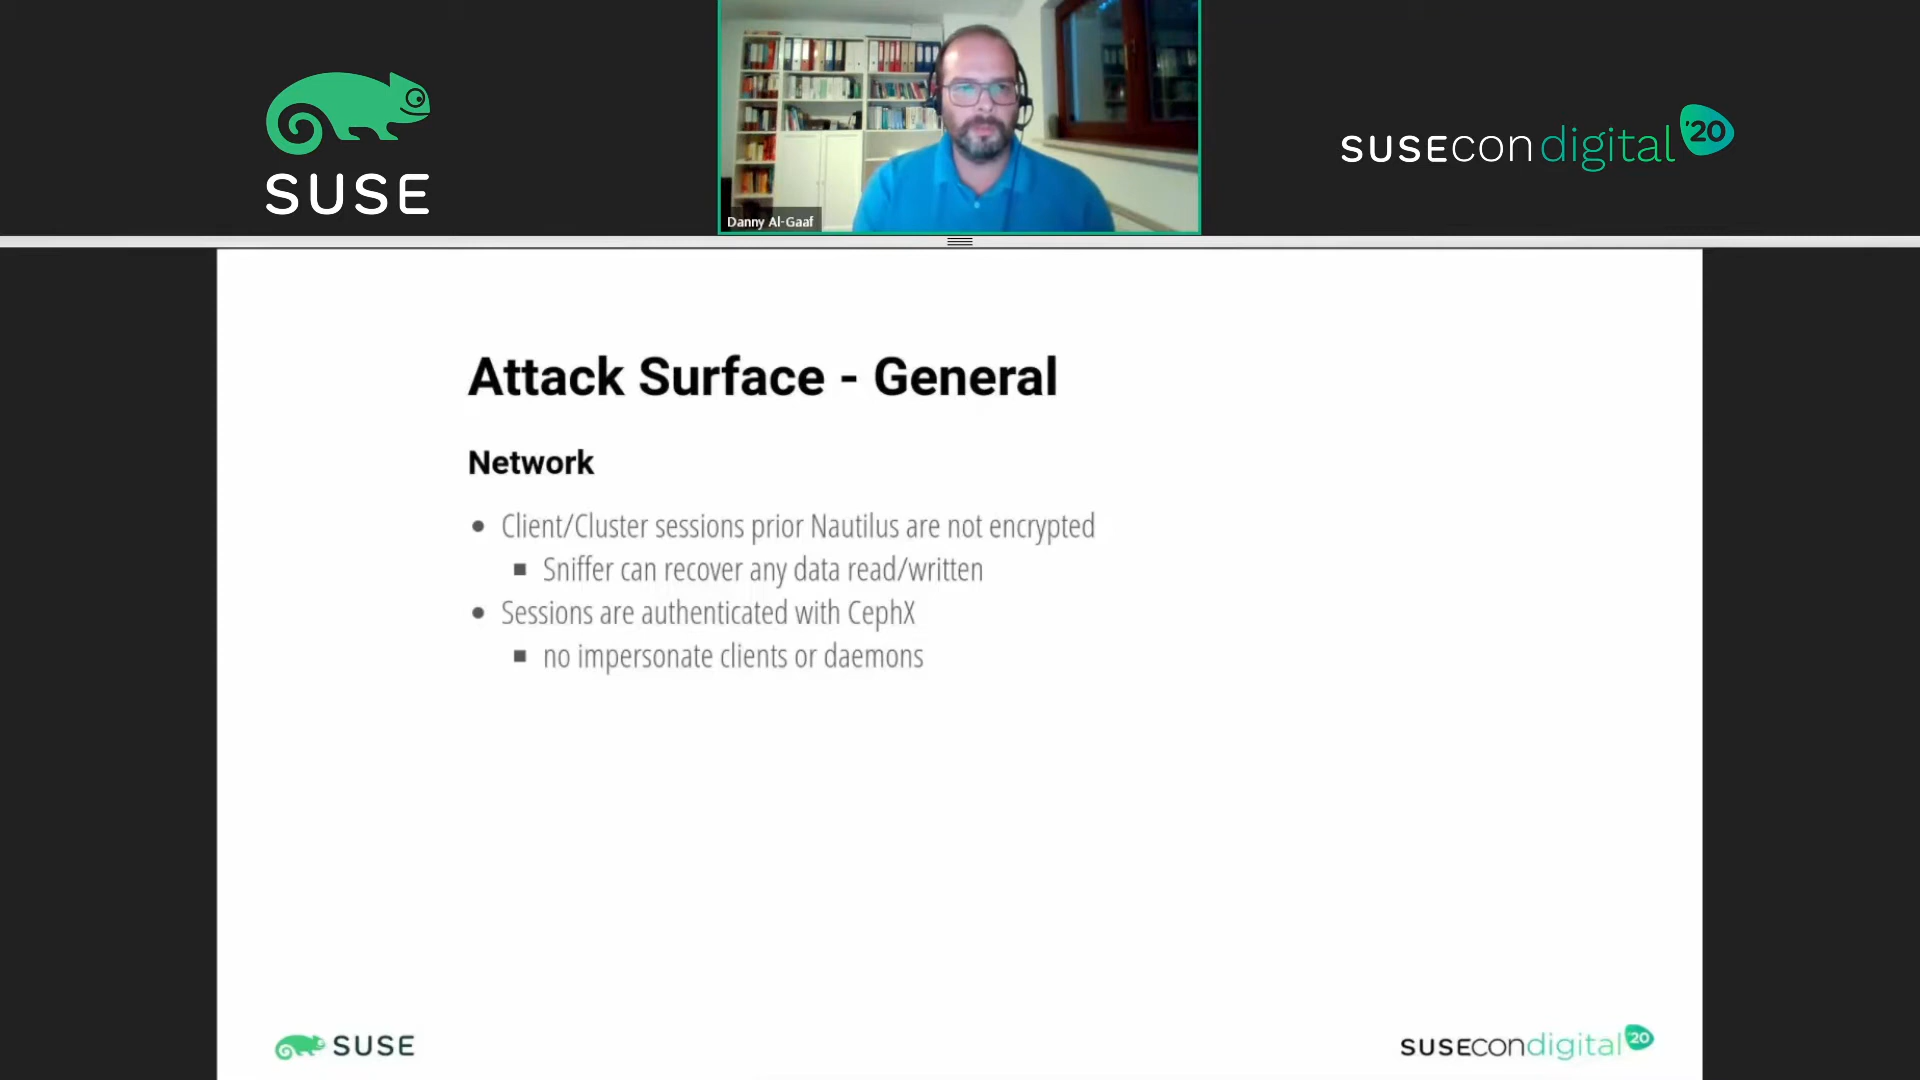 SUSE
Danny Al-Gaaf
susecon digital '20
Attack Surface - General
Network
Client/Cluster sessions prior Nautilus are not encrypted
Sniffer can recover any data read/written
Sessions are authenticated with CephX
no impersonate clients or daemons
SUSE
susecondigital '20